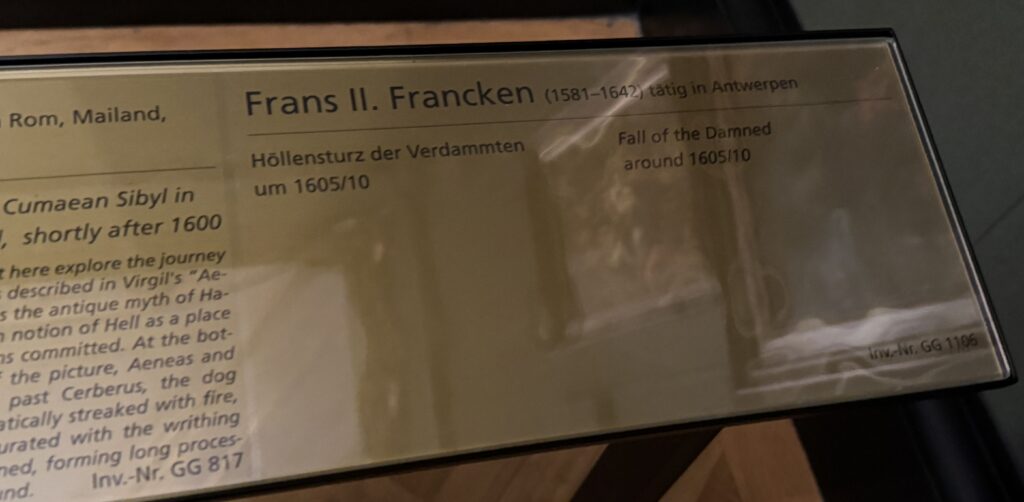 Rom, Mailand,
Cumaean Sibyl in
shortly after 1600
here explore the journey
described in Virgil's "Ae-
s the antique myth of Ha-
notion of Hell as a place
ns committed. At the bot-
the picture, Aeneas and
past Cerberus, the dog
atically streaked with fire,
urated with the writhing
ned, forming long proces-
nd.
Inv.-Nr. GG 817
Frans II. Francken (1581–1642) tätig in Antwerpen
Höllensturz der Verdammten
um 1605/10
Fall of the Damned
around 1605/10
Inv.-Nr. GG 1106